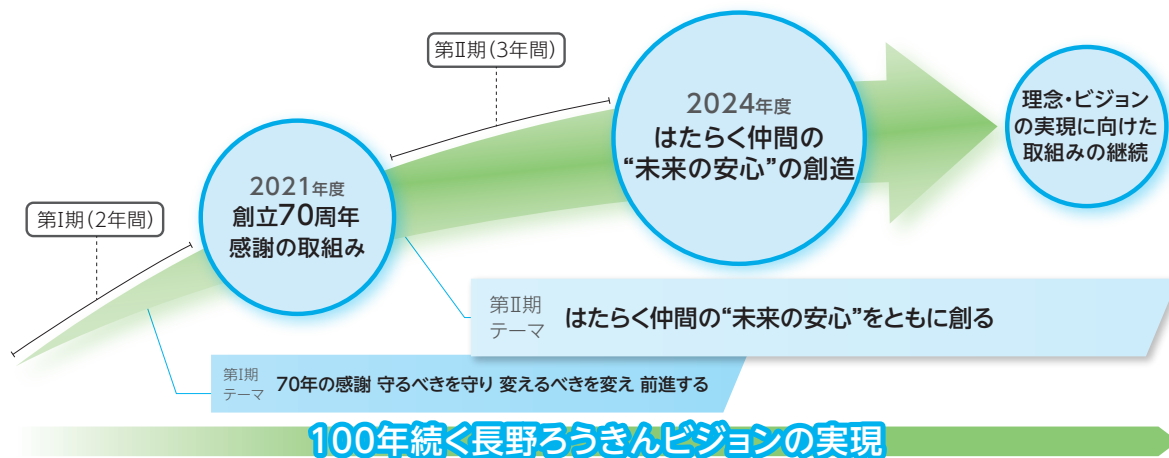 第Ⅱ期(3年間)
2024年度
はたらく仲間の
“未来の安心”の創造
理念・ビジョン
の実現に向けた
取組みの継続
第Ⅰ期(2年間)
2021年度
創立70周年
感謝の取組み
第Ⅱ期
テーマ
はたらく仲間の“未来の安心”をともに創る
第Ⅰ期
テーマ
70年の感謝 守るべきを守り 変えるべきを変え 前進する
100年続く長野ろうきんビジョンの実現